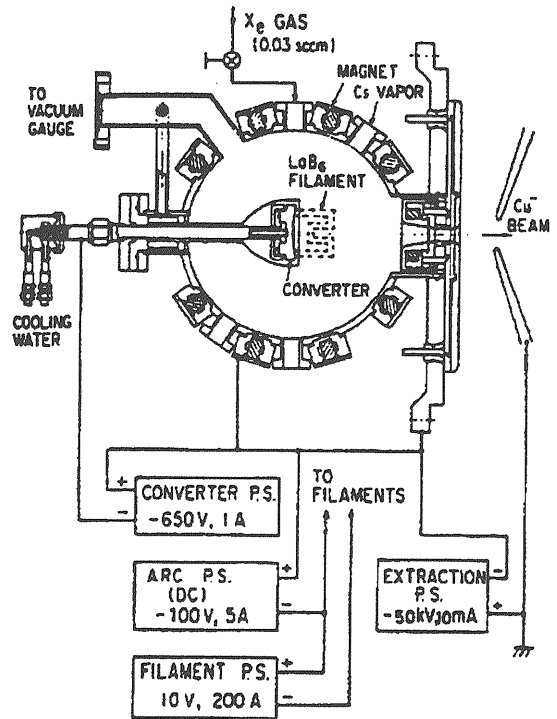 Xe GAS
(0.03 sccm)
MAGNET
Cs VAPOR
TO
VACUUM
GAUGE
LaB6
FILAMENT
Cu−
BEAM
CONVERTER
COOLING
WATER
TO
FILAMENTS
+
CONVERTER P.S.
−
-650V, 1A
ARC P.S.
+
(DC)
-100V, 5A
−
EXTRACTION
−
P.S.
-50kV,10mA
+
FILAMENT P.S.
+
10V, 200A
−